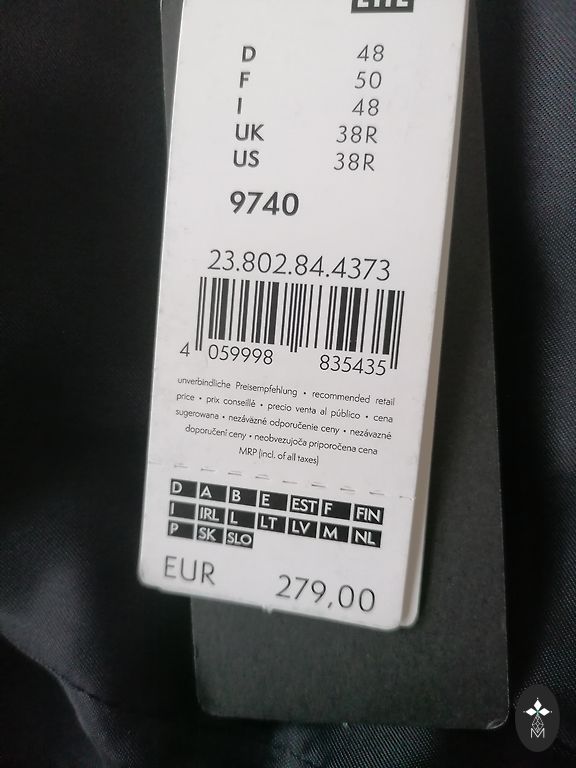 D 48
F 50
I 48
UK 38R
US 38R
9740
23.802.84.4373
4 059998 835435
unverbindliche Preisempfehlung • recommended retail
price • prix conseillé • precio venta al público • cena
sugerowana • nezáväzné odporučenie ceny • nezávazné
doporučení ceny • neobvezujoča priporočena cena
MRP (incl. of all taxes)
D A B E EST F FIN
I IRL L LT LV M NL
P SK SLO
EUR 279,00
M